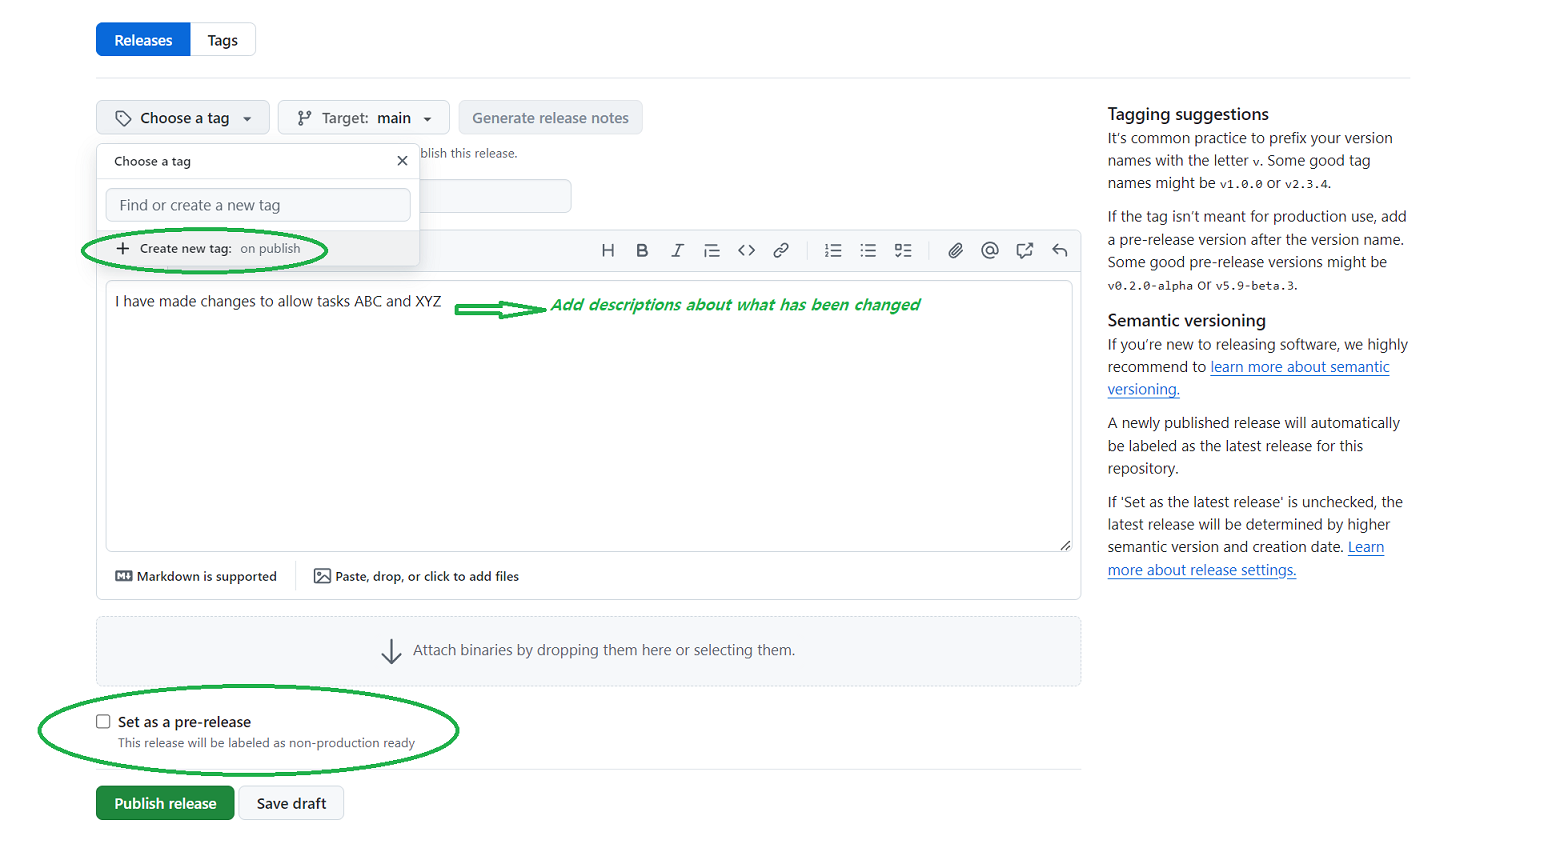 Releases
Tags
Choose a tag
Target: main
Generate release notes
Choose a tag
blish this release.
Find or create a new tag
Create new tag: on publish
I have made changes to allow tasks ABC and XYZ
Add descriptions about what has been changed
Markdown is supported
Paste, drop, or click to add files
Attach binaries by dropping them here or selecting them.
Set as a pre-release
This release will be labeled as non-production ready
Publish release
Save draft
Tagging suggestions
It's common practice to prefix your version
names with the letter v. Some good tag
names might be v1.0.0 or v2.3.4.
If the tag isn't meant for production use, add
a pre-release version after the version name.
Some good pre-release versions might be
v0.2.0-alpha or v5.9-beta.3.
Semantic versioning
If you're new to releasing software, we highly
recommend to learn more about semantic
versioning.
A newly published release will automatically
be labeled as the latest release for this
repository.
If 'Set as the latest release' is unchecked, the
latest release will be determined by higher
semantic version and creation date. Learn
more about release settings.